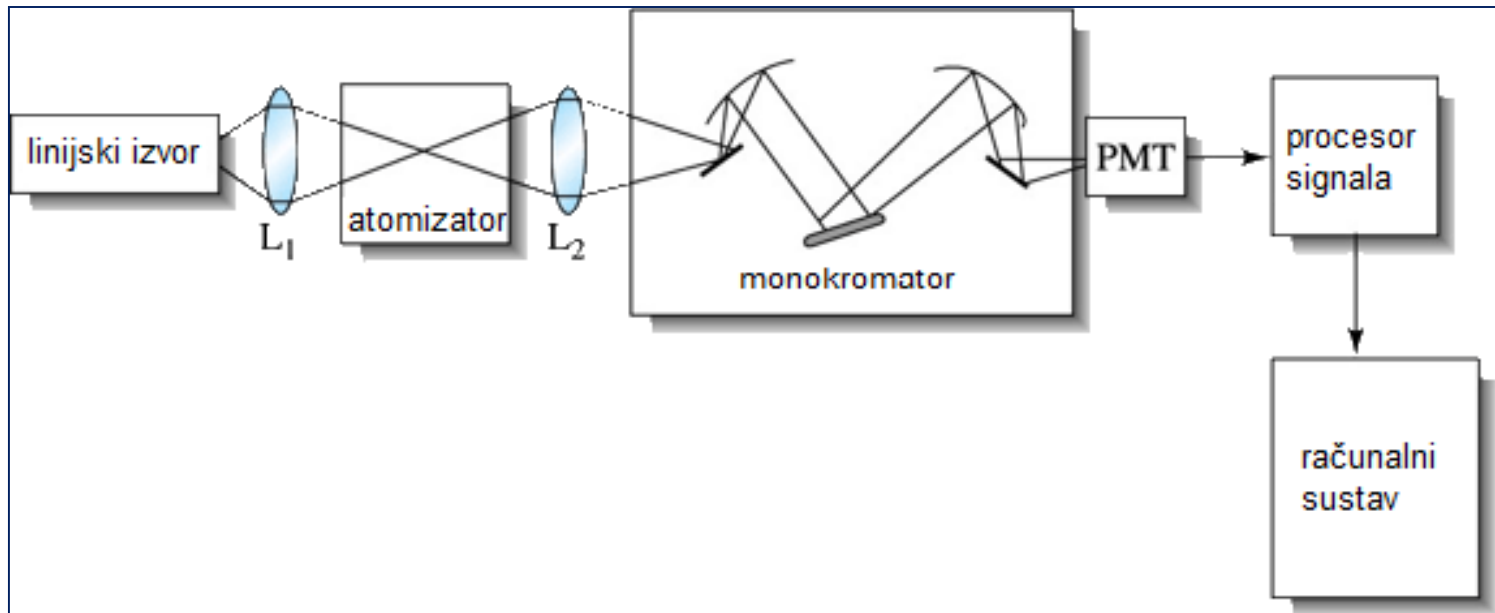 linijski izvor
L1
atomizator
L2
monokromator
PMT
procesor
signala
računalni
sustav